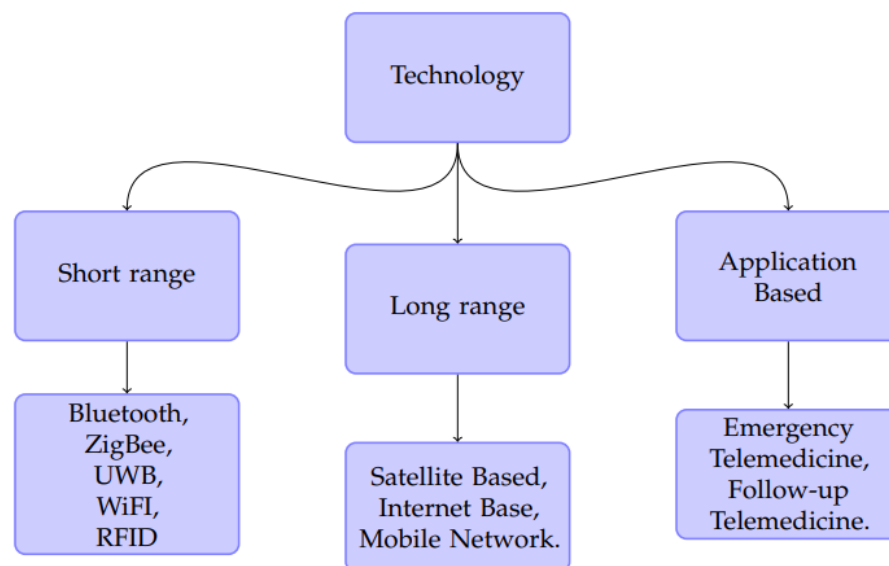 Technology
Short range
Long range
Application
Based
Bluetooth,
ZigBee,
UWB,
WiFI,
RFID
Satellite Based,
Internet Base,
Mobile Network.
Emergency
Telemedicine,
Follow-up
Telemedicine.